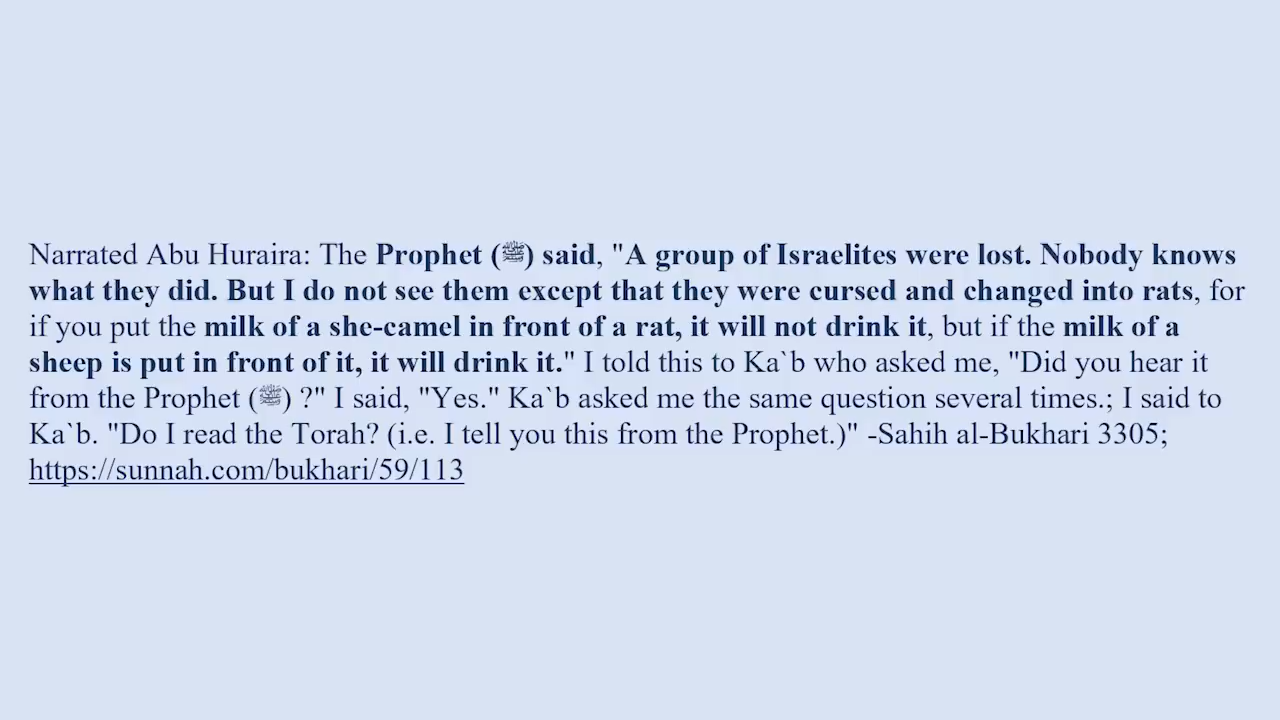 Narrated Abu Huraira: The Prophet (ﷺ) said, "A group of Israelites were lost. Nobody knows
what they did. But I do not see them except that they were cursed and changed into rats, for
if you put the milk of a she-camel in front of a rat, it will not drink it, but if the milk of a
sheep is put in front of it, it will drink it." I told this to Ka`b who asked me, "Did you hear it
from the Prophet (ﷺ) ?" I said, "Yes." Ka`b asked me the same question several times.; I said to
Ka`b. "Do I read the Torah? (i.e. I tell you this from the Prophet.)" -Sahih al-Bukhari 3305;
https://sunnah.com/bukhari/59/113